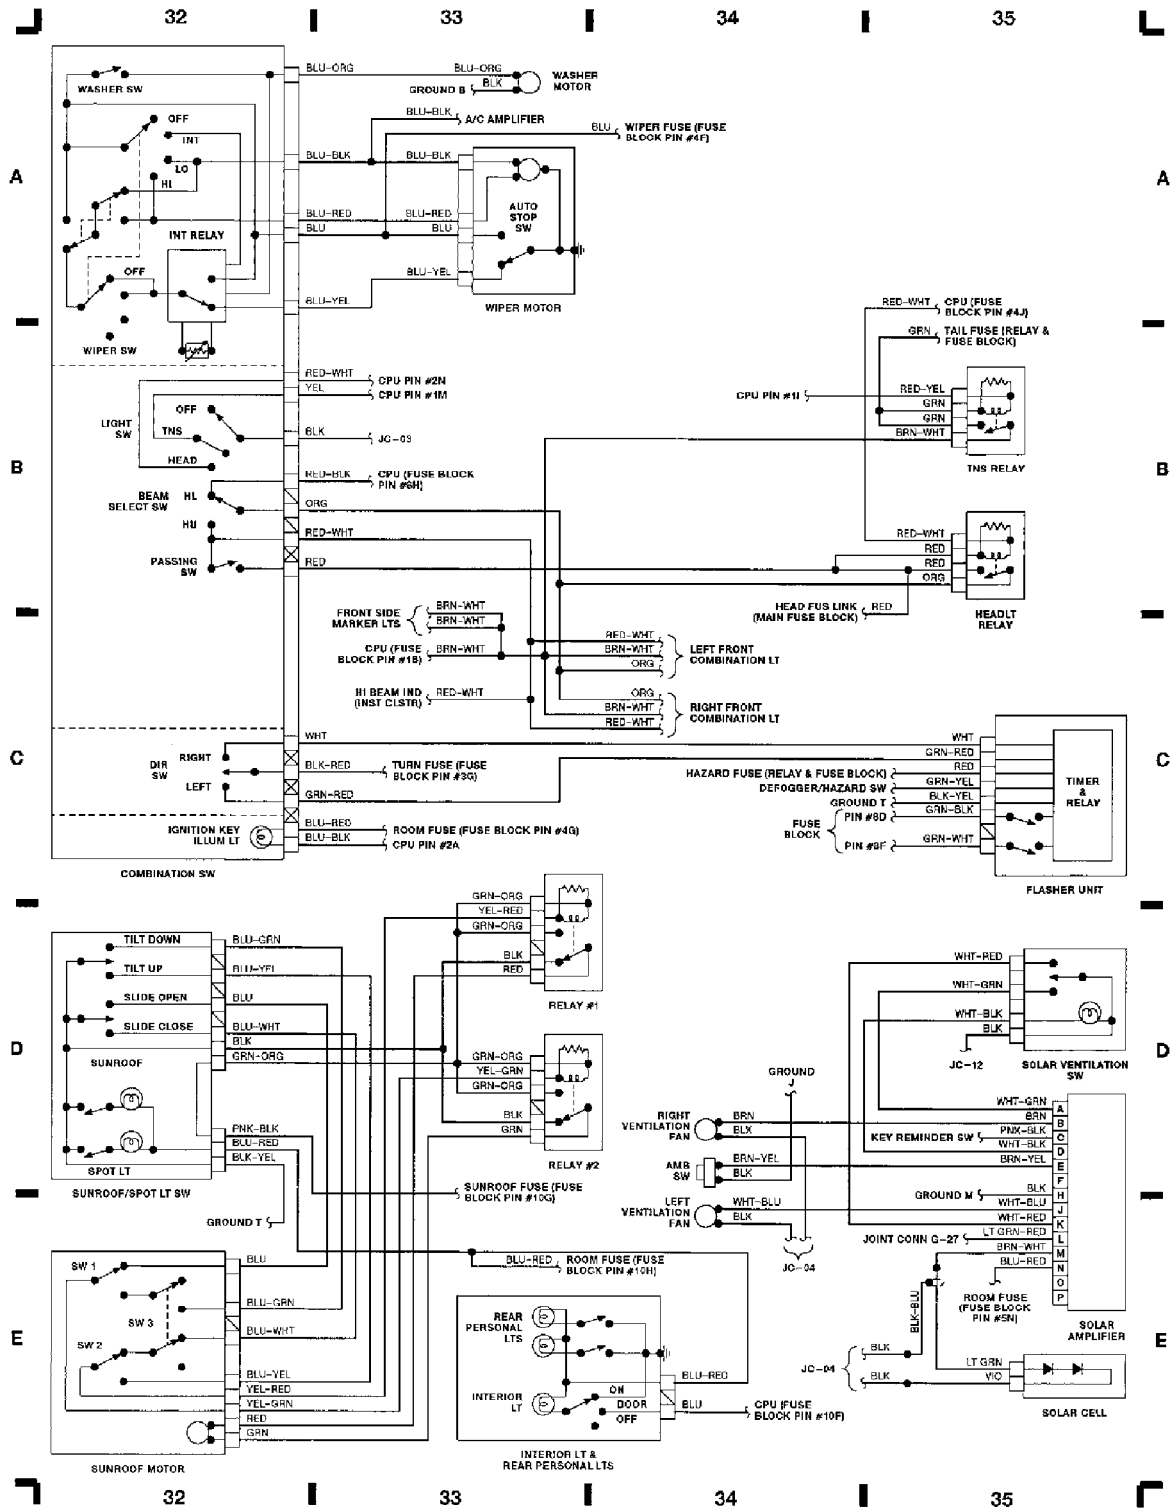 32 33 34 35
WASHER SW
BLU-ORG
BLU-ORG
BLK
GROUND B
WASHER
MOTOR
OFF
INT
LO
HI
BLU-BLK
A/C AMPLIFIER
BLU
WIPER FUSE (FUSE
BLOCK PIN #4F)
A
A
BLU-BLK
BLU-BLK
BLU-RED
BLU-RED
BLU
BLU
AUTO
STOP
SW
INT RELAY
OFF
BLU-YEL
BLU-YEL
WIPER MOTOR
WIPER SW
RED-WHT
CPU (FUSE
BLOCK PIN #4J)
GRN
TAIL FUSE (RELAY &
FUSE BLOCK)
RED-WHT
CPU PIN #2N
YEL
CPU PIN #1M
CPU PIN #1I
RED-YEL
GRN
GRN
BRN-WHT
TNS RELAY
OFF
LIGHT
SW
TNS
HEAD
BLK
JC-03
B
B
RED-BLK
CPU (FUSE BLOCK
PIN #8H)
BEAM
SELECT SW
HL
ORG
HU
RED-WHT
PASSING
SW
RED
RED-WHT
RED
RED
ORG
HEADLT
RELAY
HEAD FUS LINK
(MAIN FUSE BLOCK)
RED
FRONT SIDE
MARKER LTS
BRN-WHT
BRN-WHT
CPU (FUSE
BLOCK PIN #1B)
BRN-WHT
RED-WHT
BRN-WHT
ORG
LEFT FRONT
COMBINATION LT
HI BEAM IND
(INST CLSTR)
RED-WHT
ORG
BRN-WHT
RED-WHT
RIGHT FRONT
COMBINATION LT
C
C
WHT
RIGHT
DIR
SW
LEFT
BLK-RED
TURN FUSE (FUSE
BLOCK PIN #3G)
GRN-RED
IGNITION KEY
ILLUM LT
BLU-RED
ROOM FUSE (FUSE BLOCK PIN #4G)
BLU-BLK
CPU PIN #2A
COMBINATION SW
WHT
GRN-RED
RED
HAZARD FUSE (RELAY & FUSE BLOCK)
GRN-YEL
DEFOGGER/HAZARD SW
BLK-YEL
GROUND T
GRN-BLK
PIN #8D
FUSE
BLOCK
PIN #8F
GRN-WHT
TIMER
&
RELAY
FLASHER UNIT
GRN-ORG
YEL-RED
GRN-ORG
BLK
RED
RELAY #1
TILT DOWN
BLU-GRN
TILT UP
BLU-YEL
SLIDE OPEN
BLU
SLIDE CLOSE
BLU-WHT
BLK
GRN-ORG
SUNROOF
D
D
GRN-ORG
YEL-GRN
GRN-ORG
BLK
GRN
RELAY #2
PNK-BLK
BLU-RED
BLK-YEL
SPOT LT
SUNROOF/SPOT LT SW
SUNROOF FUSE (FUSE
BLOCK PIN #10G)
GROUND T
WHT-RED
WHT-GRN
WHT-BLK
BLK
JC-12
SOLAR VENTILATION
SW
GROUND
J
RIGHT
VENTILATION
FAN
BRN
BLK
AMB
SW
BRN-YEL
BLK
LEFT
VENTILATION
FAN
WHT-BLU
BLK
JC-04
WHT-GRN A
BRN B
KEY REMINDER SW PNK-BLK C
WHT-BLK D
BRN-YEL E
F
GROUND M BLK H
WHT-BLU J
WHT-RED K
JOINT CONN G-27 LT GRN-RED L
BRN-WHT M
BLU-RED N
O
P
ROOM FUSE
(FUSE BLOCK
PIN #5N)
SOLAR
AMPLIFIER
BLK-BLU
JC-04
BLK
BLK
LT GRN
VIO
SOLAR CELL
E
E
SW 1
SW 3
SW 2
BLU
BLU-GRN
BLU-WHT
BLU-YEL
YEL-RED
YEL-GRN
RED
GRN
SUNROOF MOTOR
BLU-RED
ROOM FUSE (FUSE
BLOCK PIN #10H)
REAR
PERSONAL
LTS
INTERIOR
LT
ON
DOOR
OFF
BLU-RED
BLU
CPU (FUSE
BLOCK PIN #10F)
INTERIOR LT &
REAR PERSONAL LTS
32 33 34 35